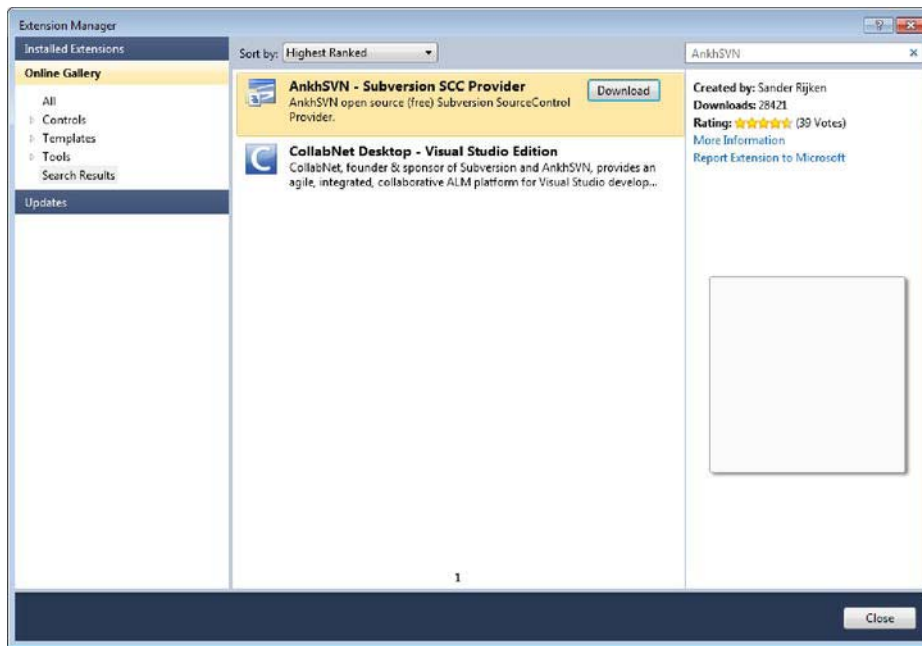 Extension Manager
Installed Extensions
Online Gallery
All
Controls
Templates
Tools
Search Results
Updates
Sort by: Highest Ranked
AnkhSVN - Subversion SCC Provider
AnkhSVN open source (free) Subversion SourceControl
Provider.
Download
CollabNet Desktop - Visual Studio Edition
CollabNet, founder & sponsor of Subversion and AnkhSVN, provides an
agile, integrated, collaborative ALM platform for Visual Studio develop...
1
AnkhSVN
Created by: Sander Rijken
Downloads: 28421
Rating: (39 Votes)
More Information
Report Extension to Microsoft
Close